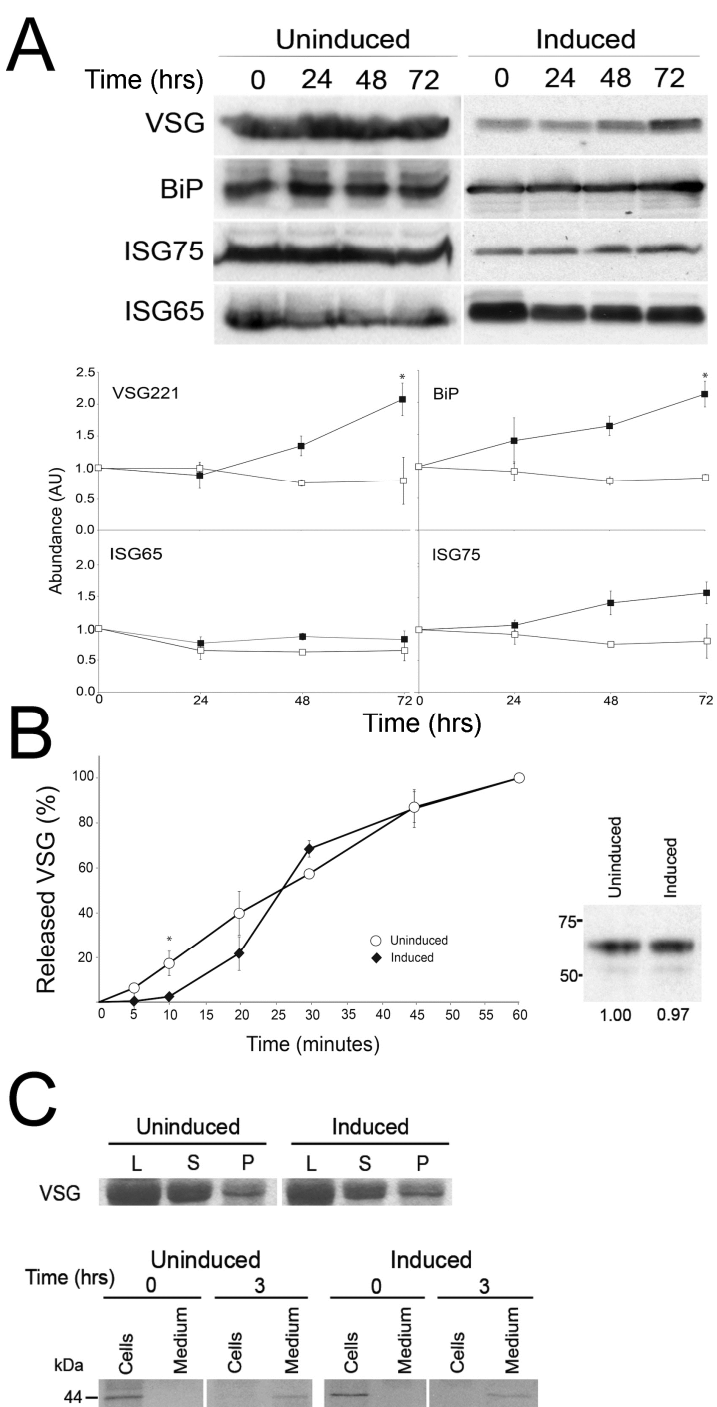 A
Uninduced Induced
Time (hrs) 0 24 48 72 0 24 48 72
VSG
BiP
ISG75
ISG65
Abundance (AU)
2.5
2.0
1.5
1.0
0.5
0.0
VSG221
*
BiP
*
2.0
1.5
1.0
0.5
0.0
ISG65
ISG75
0 24 48 72 0 24 48 72
Time (hrs)
B
Released VSG (%)
100
80
60
40
20
*
Uninduced
Induced
0 5 10 15 20 25 30 35 40 45 50 55 60
Time (minutes)
Uninduced Induced
75-
50-
1.00 0.97
C
Uninduced Induced
L S P L S P
VSG
Uninduced Induced
Time (hrs) 0 3 0 3
Cells Medium Cells Medium Cells Medium Cells Medium
kDa
44